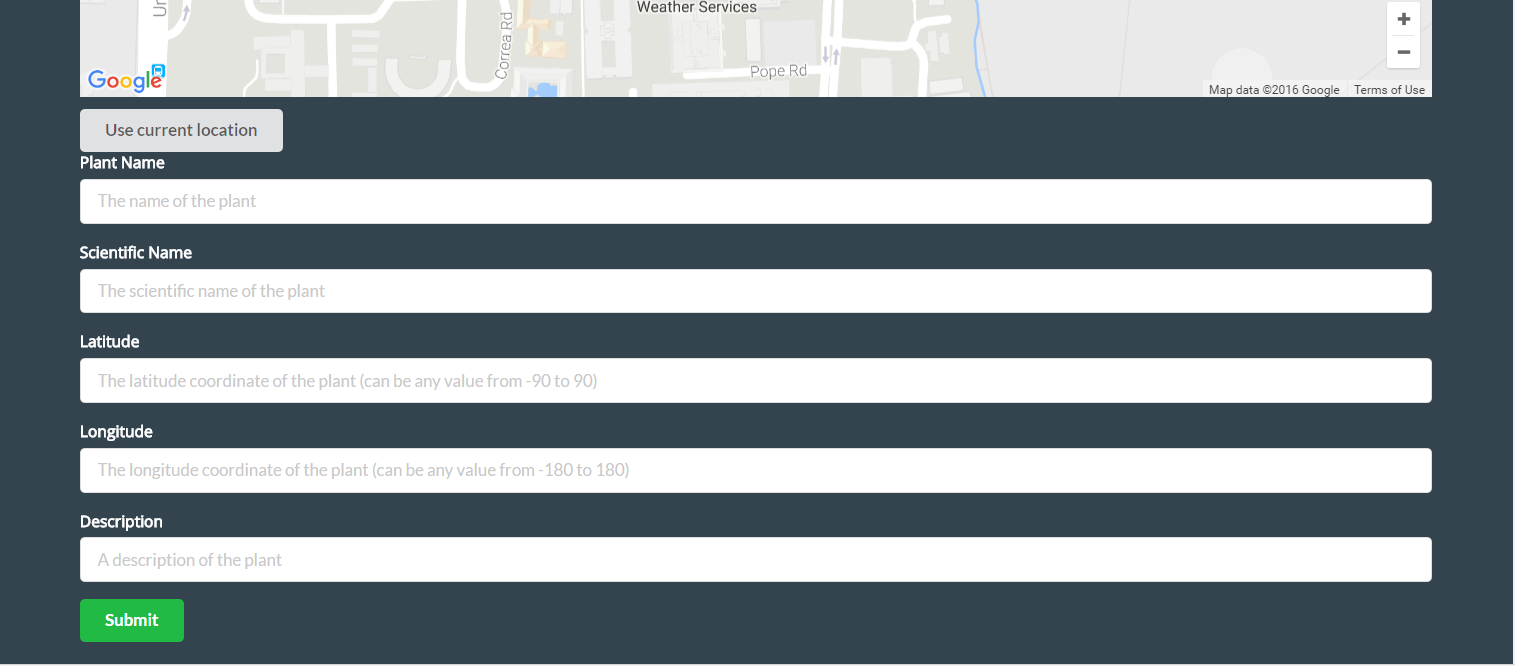 Weather Services
Un
Correa Rd
Pope Rd
Google
Map data ©2016 Google
Terms of Use
Use current location
Plant Name
The name of the plant
Scientific Name
The scientific name of the plant
Latitude
The latitude coordinate of the plant (can be any value from -90 to 90)
Longitude
The longitude coordinate of the plant (can be any value from -180 to 180)
Description
A description of the plant
Submit